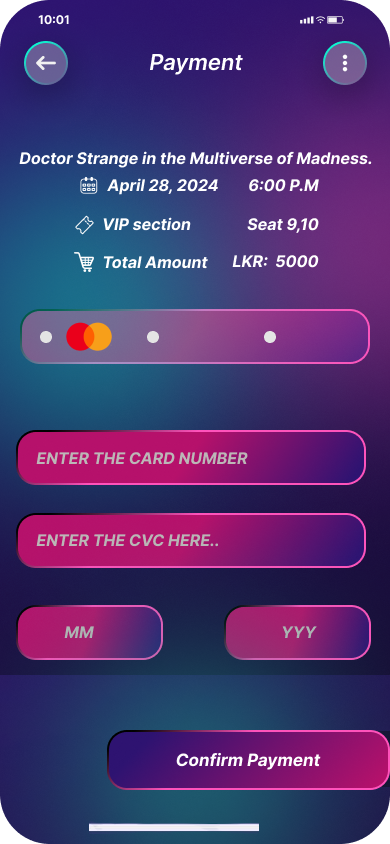 10:01
Payment
Doctor Strange in the Multiverse of Madness.
April 28, 2024 6:00 P.M
VIP section Seat 9,10
Total Amount LKR: 5000
ENTER THE CARD NUMBER
ENTER THE CVC HERE..
MM YYY
Confirm Payment